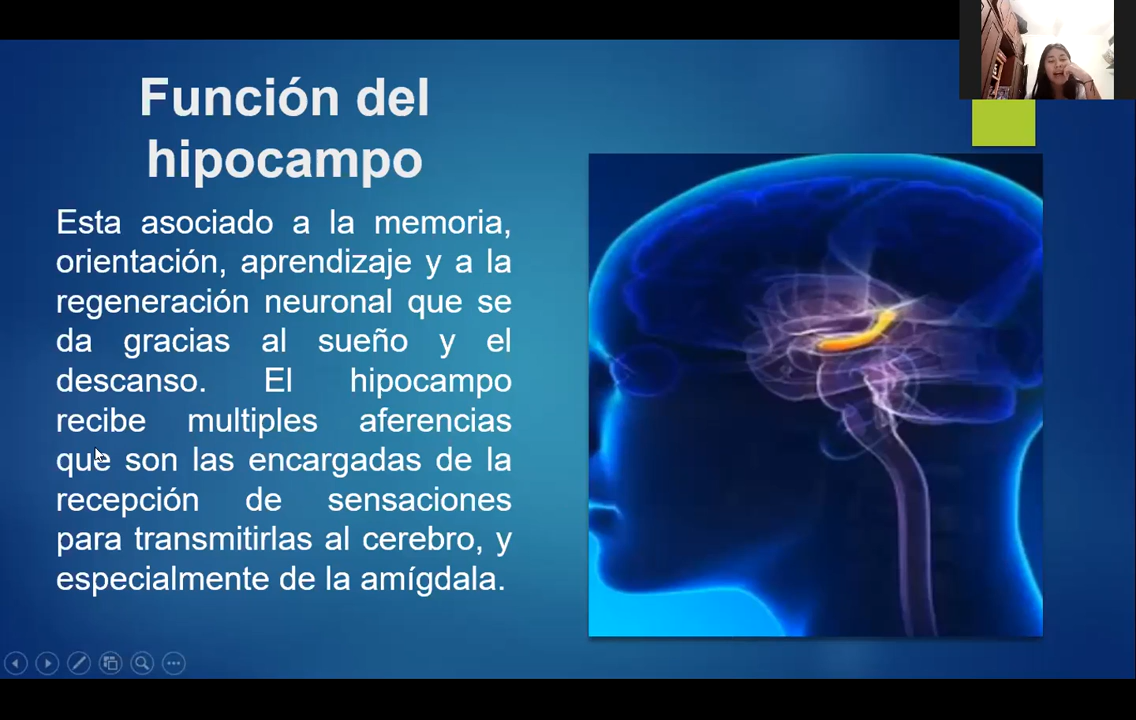 Función del
hipocampo
Esta asociado a la memoria,
orientación, aprendizaje y a la
regeneración neuronal que se
da gracias al sueño y el
descanso. El hipocampo
recibe multiples aferencias
que son las encargadas de la
recepción de sensaciones
para transmitirlas al cerebro, y
especialmente de la amígdala.